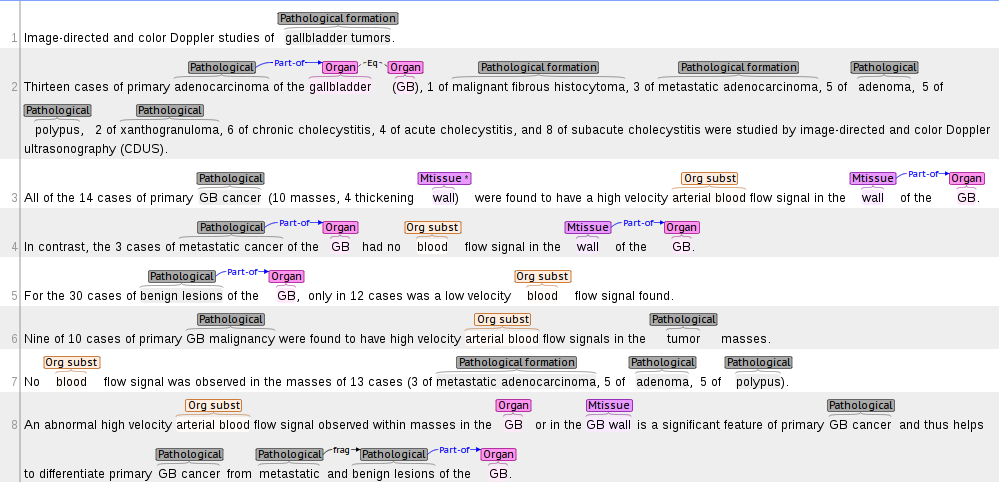 Pathological formation
1 Image-directed and color Doppler studies of gallbladder tumors.
Pathological Part-of Organ Eq Organ Pathological formation Pathological formation Pathological
2 Thirteen cases of primary adenocarcinoma of the gallbladder (GB), 1 of malignant fibrous histocytoma, 3 of metastatic adenocarcinoma, 5 of adenoma, 5 of
Pathological Pathological
polypus, 2 of xanthogranuloma, 6 of chronic cholecystitis, 4 of acute cholecystitis, and 8 of subacute cholecystitis were studied by image-directed and color Doppler
ultrasonography (CDUS).
Pathological Mtissue * Org subst Mtissue Part-of Organ
3 All of the 14 cases of primary GB cancer (10 masses, 4 thickening wall) were found to have a high velocity arterial blood flow signal in the wall of the GB.
Pathological Part-of Organ Org subst Mtissue Part-of Organ
4 In contrast, the 3 cases of metastatic cancer of the GB had no blood flow signal in the wall of the GB.
Pathological Part-of Organ Org subst
5 For the 30 cases of benign lesions of the GB, only in 12 cases was a low velocity blood flow signal found.
Pathological Org subst Pathological
6 Nine of 10 cases of primary GB malignancy were found to have high velocity arterial blood flow signals in the tumor masses.
Org subst Pathological formation Pathological Pathological
7 No blood flow signal was observed in the masses of 13 cases (3 of metastatic adenocarcinoma, 5 of adenoma, 5 of polypus).
Org subst Organ Mtissue Pathological
8 An abnormal high velocity arterial blood flow signal observed within masses in the GB or in the GB wall is a significant feature of primary GB cancer and thus helps
Pathological Pathological frag Pathological Part-of Organ
to differentiate primary GB cancer from metastatic and benign lesions of the GB.